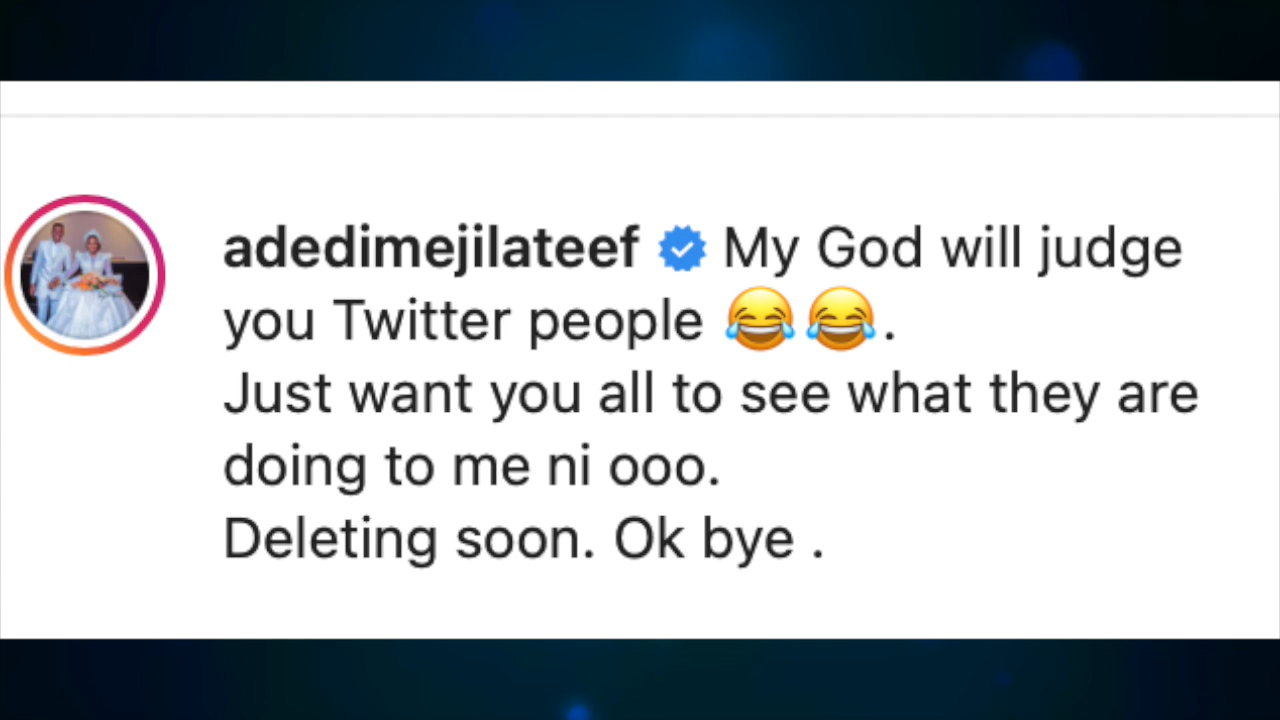 adedimejilateef My God will judge
you Twitter people 😂😂.
Just want you all to see what they are
doing to me ni ooo.
Deleting soon. Ok bye .